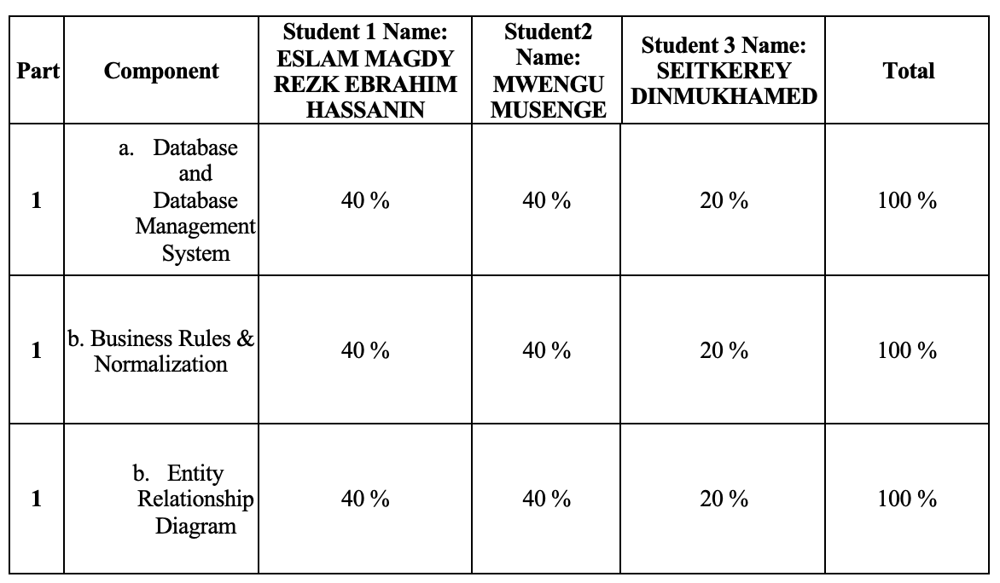 Part
Component
Student 1 Name:
ESLAM MAGDY
REZK EBRAHIM
HASSANIN
Student2
Name:
MWENGU
MUSENGE
Student 3 Name:
SEITKEREY
DINMUKHAMED
Total
1
a. Database
and
Database
Management
System
40 %
40 %
20 %
100 %
1
b. Business Rules &
Normalization
40 %
40 %
20 %
100 %
1
b. Entity
Relationship
Diagram
40 %
40 %
20 %
100 %